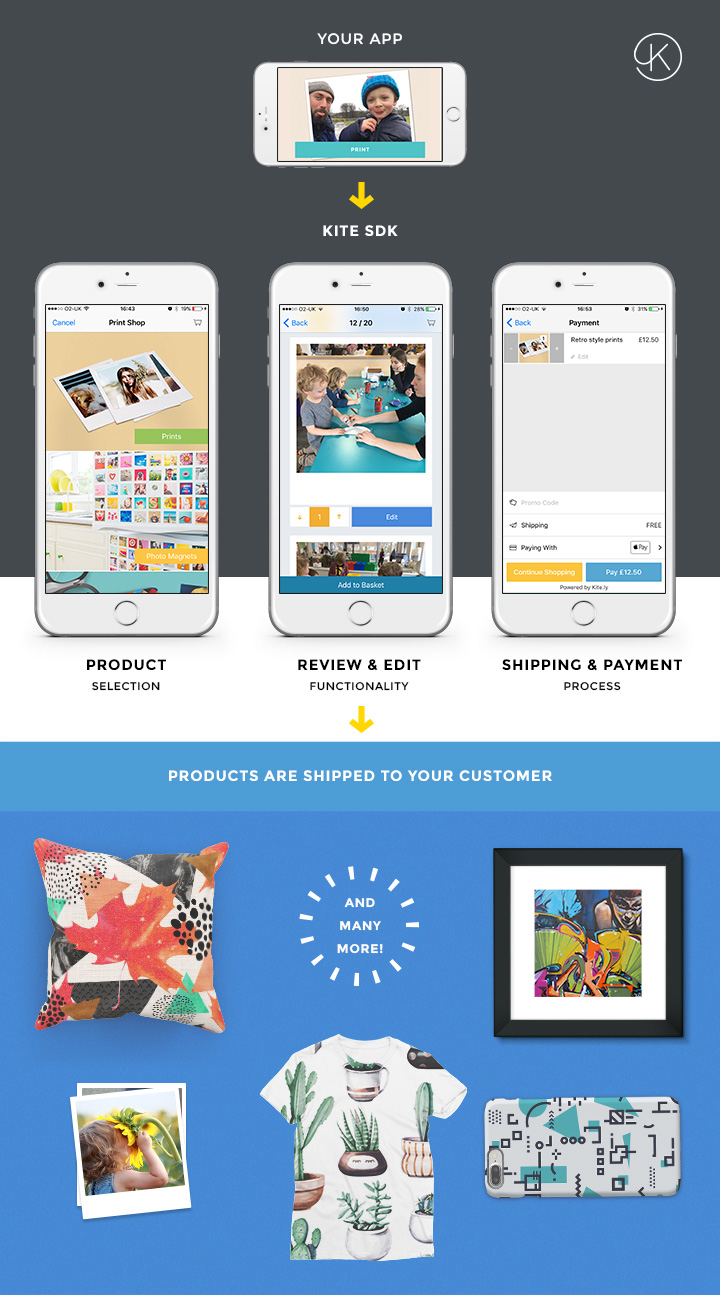 YOUR APP
K
PRINT
KITE SDK
O2-UK 16:43 19%
Cancel Print Shop
Prints
Photo Magnets
O2-UK 16:50 28%
Back 12 / 20
1 Edit
Add to Basket
O2-UK 16:53 31%
Back Payment
1
Retro style prints £12.50
Edit
Promo Code
Shipping FREE
Paying With Pay
Continue Shopping Pay £12.50
Powered by Kite.ly
PRODUCT
SELECTION
REVIEW & EDIT
FUNCTIONALITY
SHIPPING & PAYMENT
PROCESS
PRODUCTS ARE SHIPPED TO YOUR CUSTOMER
AND
MANY
MORE!